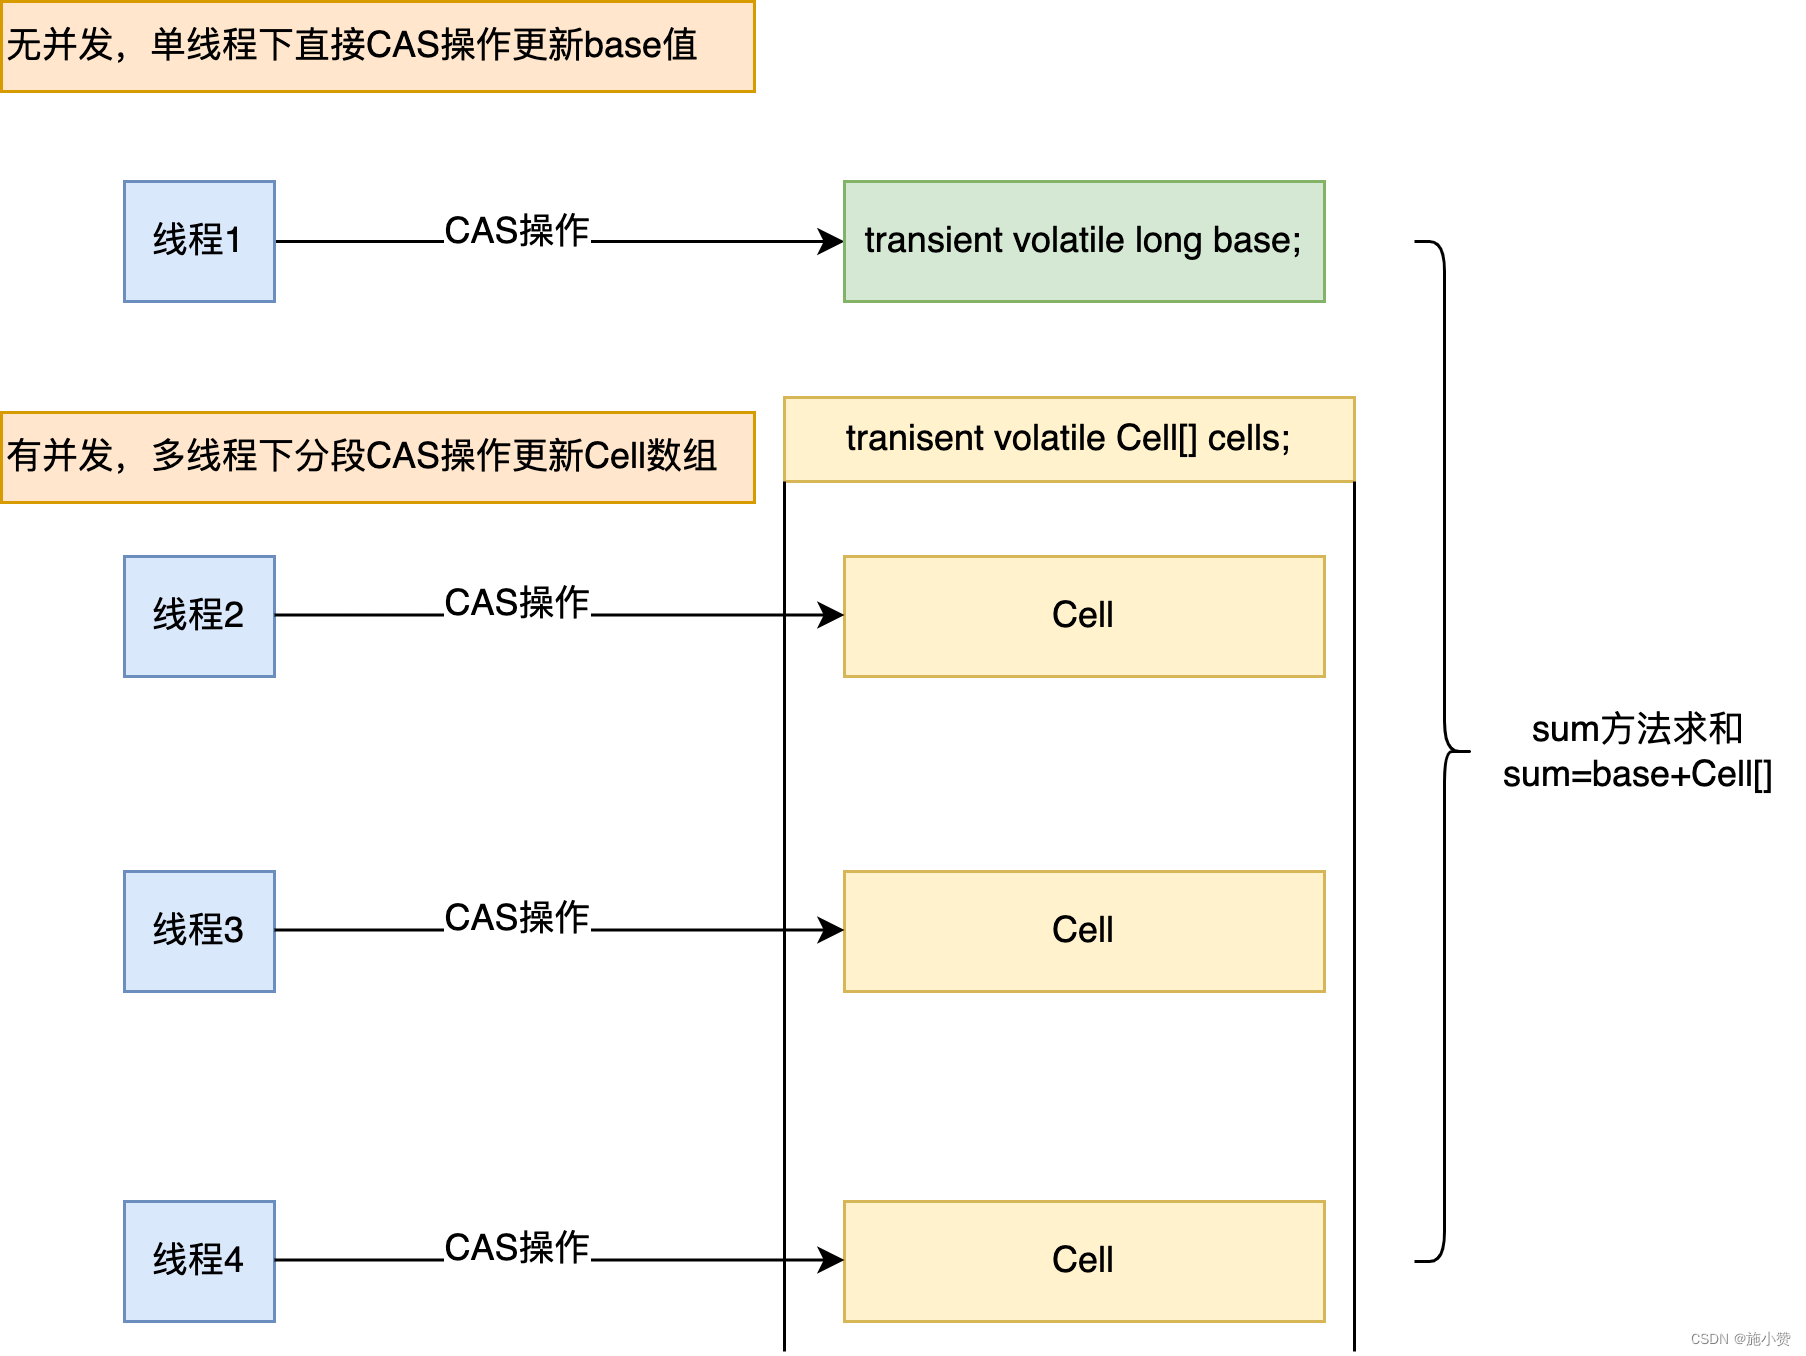 无并发，单线程下直接CAS操作更新base值
线程1
CAS操作
transient volatile long base;
有并发，多线程下分段CAS操作更新Cell数组
tranisent volatile Cell[] cells;
线程2
CAS操作
Cell
sum方法求和
sum=base+Cell[]
线程3
CAS操作
Cell
线程4
CAS操作
Cell
CSDN @施小赞